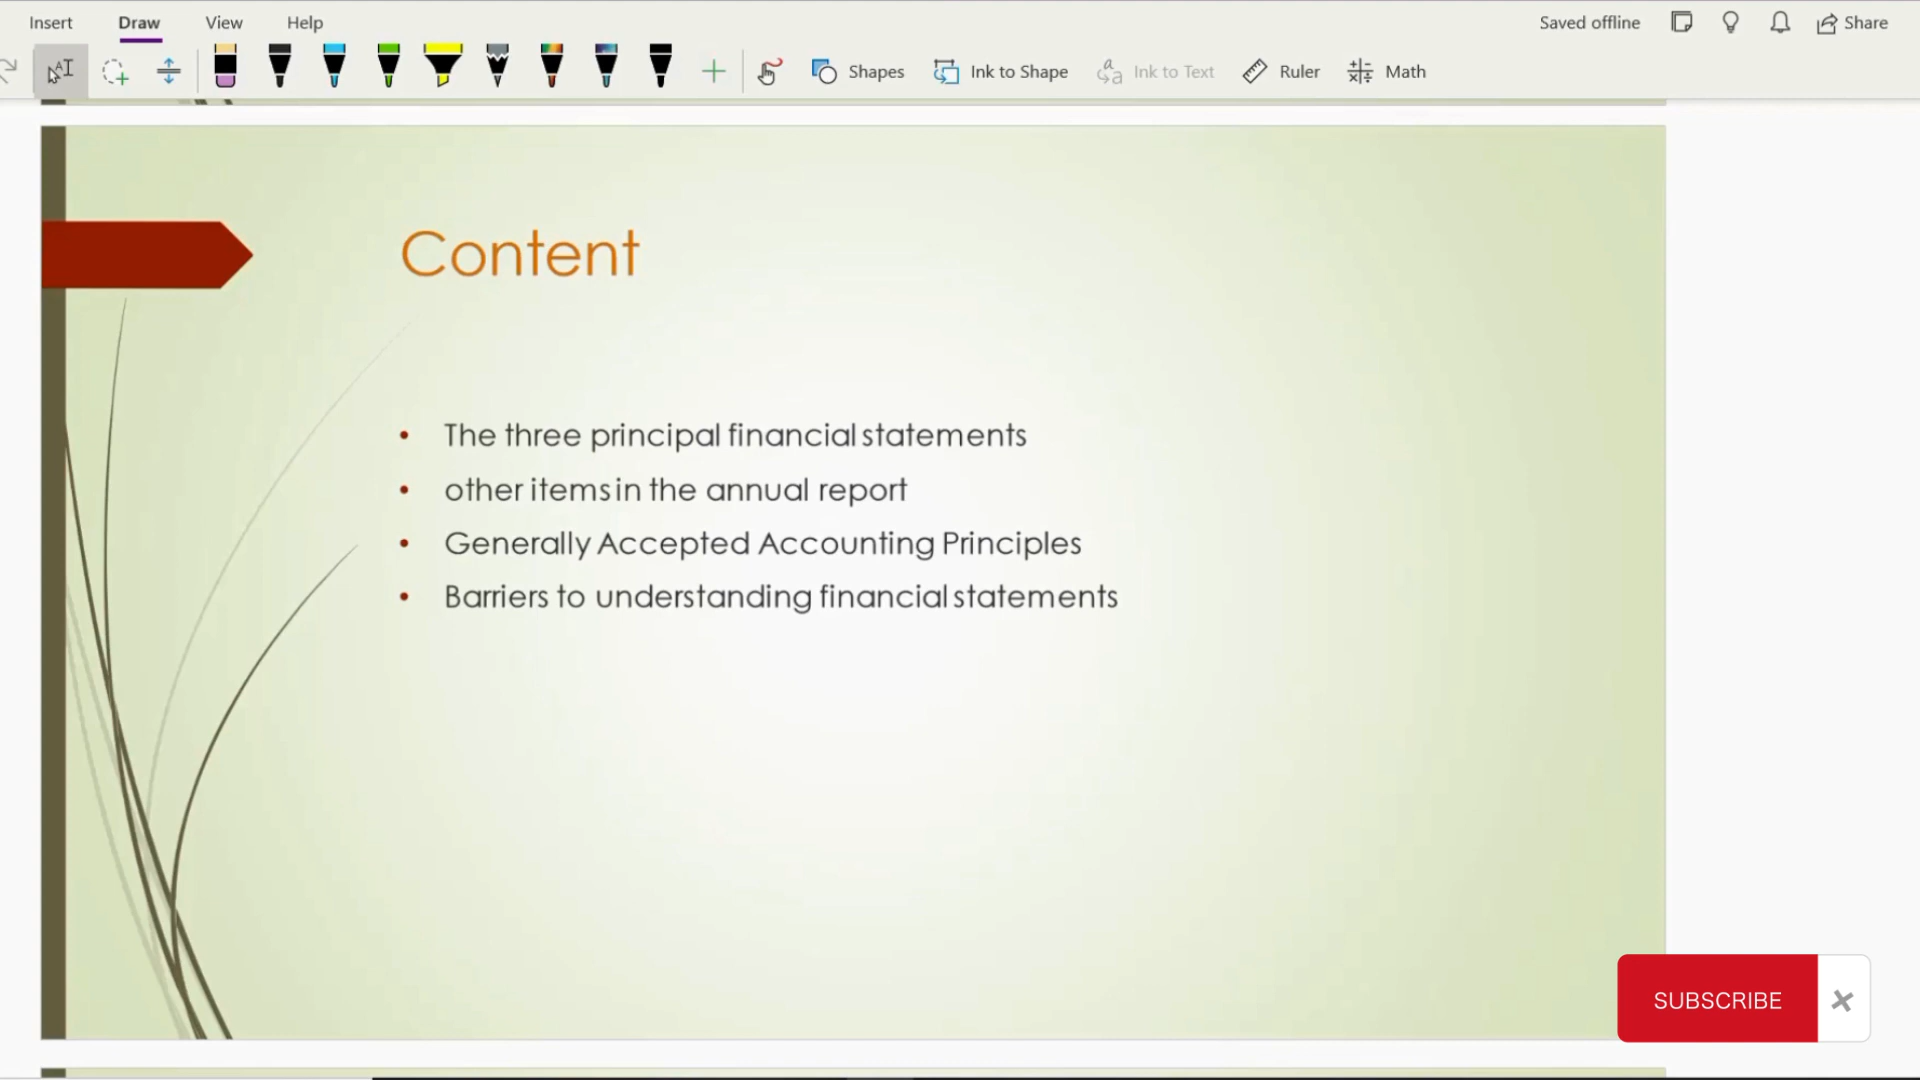 Insert Draw View Help Saved offline Share
Shapes Ink to Shape Ink to Text Ruler Math
Content
• The three principal financial statements
• other items in the annual report
• Generally Accepted Accounting Principles
• Barriers to understanding financial statements
SUBSCRIBE